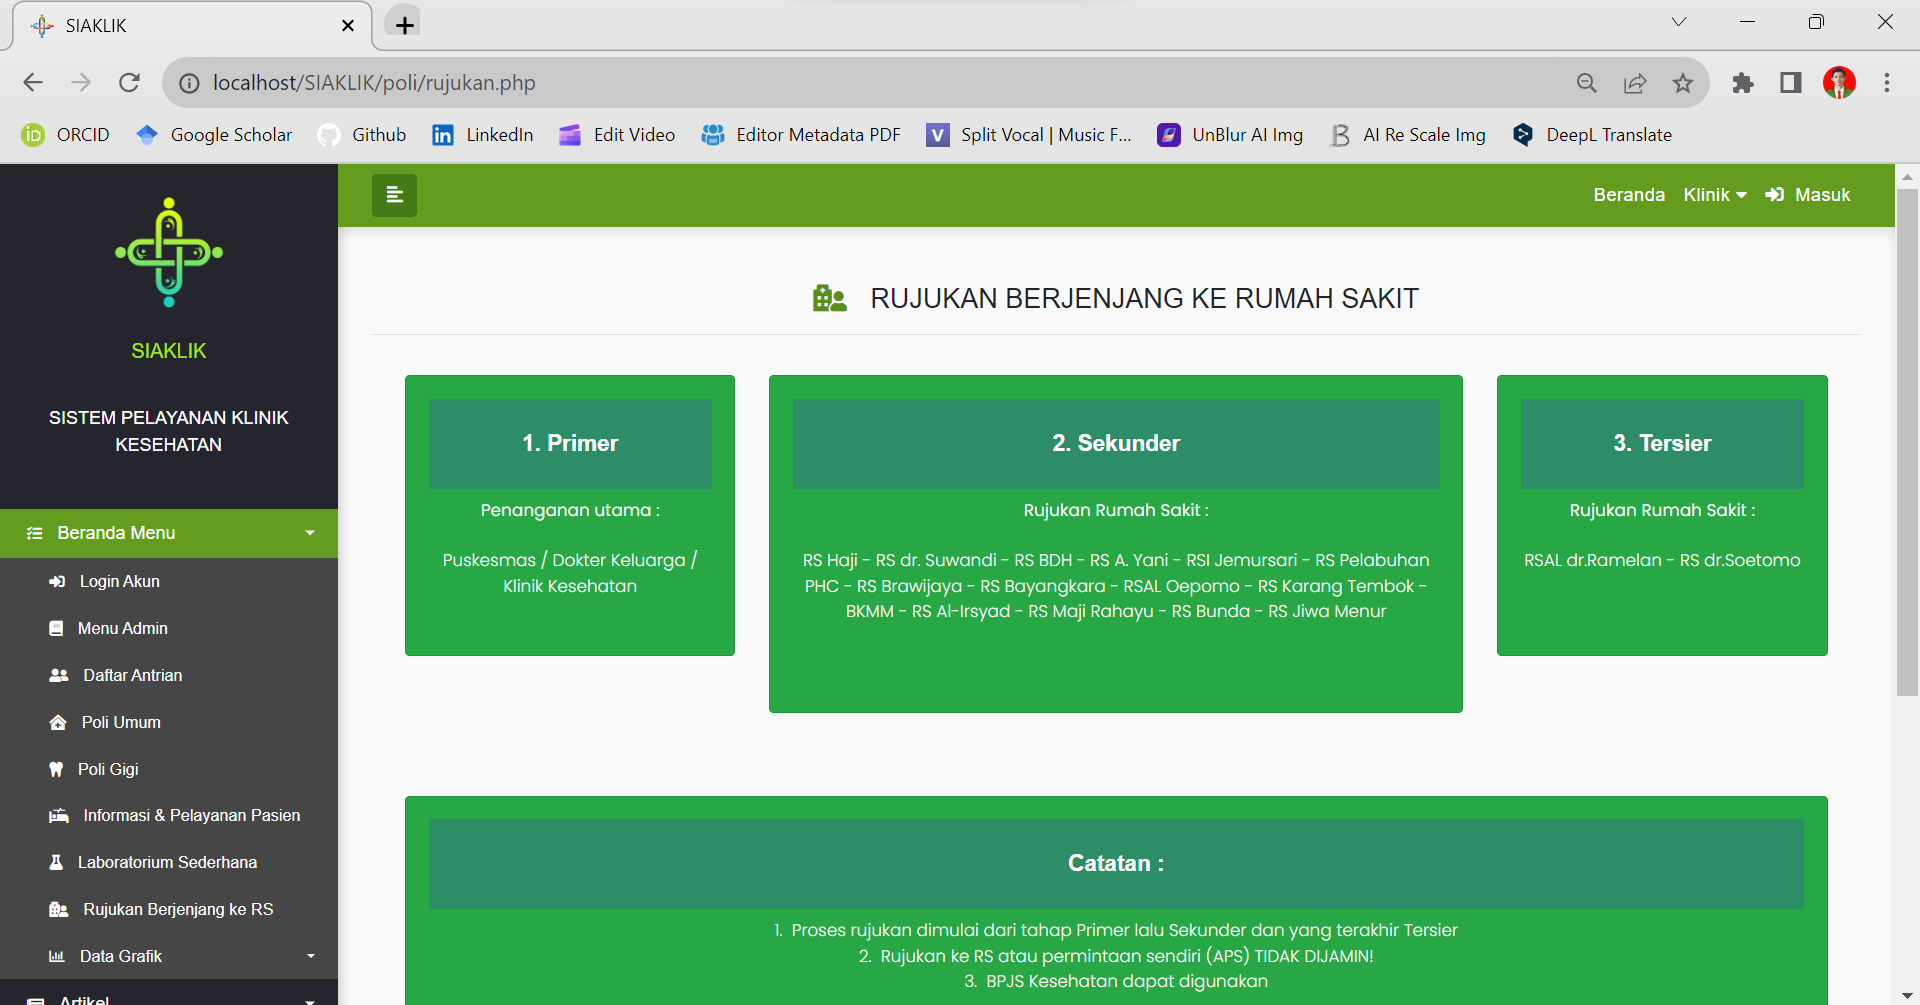 SIAKLIK
localhost/SIAKLIK/poli/rujukan.php
ORCID
Google Scholar
Github
LinkedIn
Edit Video
Editor Metadata PDF
Split Vocal | Music F...
UnBlur AI Img
AI Re Scale Img
DeepL Translate
SIAKLIK
SISTEM PELAYANAN KLINIK
KESEHATAN
Beranda Menu
Login Akun
Menu Admin
Daftar Antrian
Poli Umum
Poli Gigi
Informasi & Pelayanan Pasien
Laboratorium Sederhana
Rujukan Berjenjang ke RS
Data Grafik
Artikel
Beranda
Klinik
Masuk
RUJUKAN BERJENJANG KE RUMAH SAKIT
1. Primer
Penanganan utama :
Puskesmas / Dokter Keluarga /
Klinik Kesehatan
2. Sekunder
Rujukan Rumah Sakit :
RS Haji - RS dr. Suwandi - RS BDH - RS A. Yani - RSI Jemursari - RS Pelabuhan
PHC - RS Brawijaya - RS Bayangkara - RSAL Oepomo - RS Karang Tembok -
BKMM - RS Al-Irsyad - RS Maji Rahayu - RS Bunda - RS Jiwa Menur
3. Tersier
Rujukan Rumah Sakit :
RSAL dr.Ramelan - RS dr.Soetomo
Catatan :
1. Proses rujukan dimulai dari tahap Primer lalu Sekunder dan yang terakhir Tersier
2. Rujukan ke RS atau permintaan sendiri (APS) TIDAK DIJAMIN!
3. BPJS Kesehatan dapat digunakan